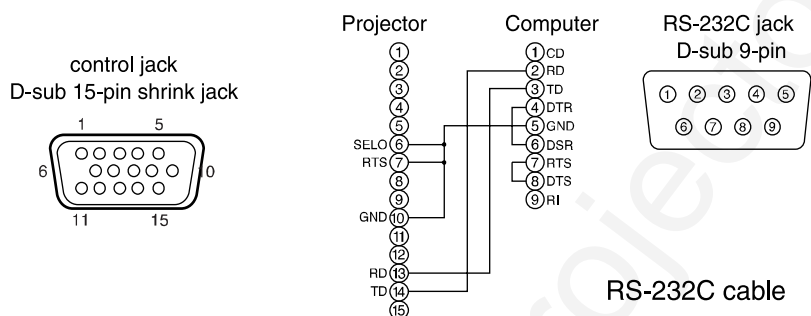 Projector
Computer
RS-232C jack
D-sub 9-pin
control jack
D-sub 15-pin shrink jack
1 5
6 10
11 15
1
2
3
4
5
SELO 6
RTS 7
8
9
GND 10
11
12
RD 13
TD 14
15
1 CD
2 RD
3 TD
4 DTR
5 GND
6 DSR
7 RTS
8 DTS
9 RI
1 2 3 4 5
6 7 8 9
RS-232C cable